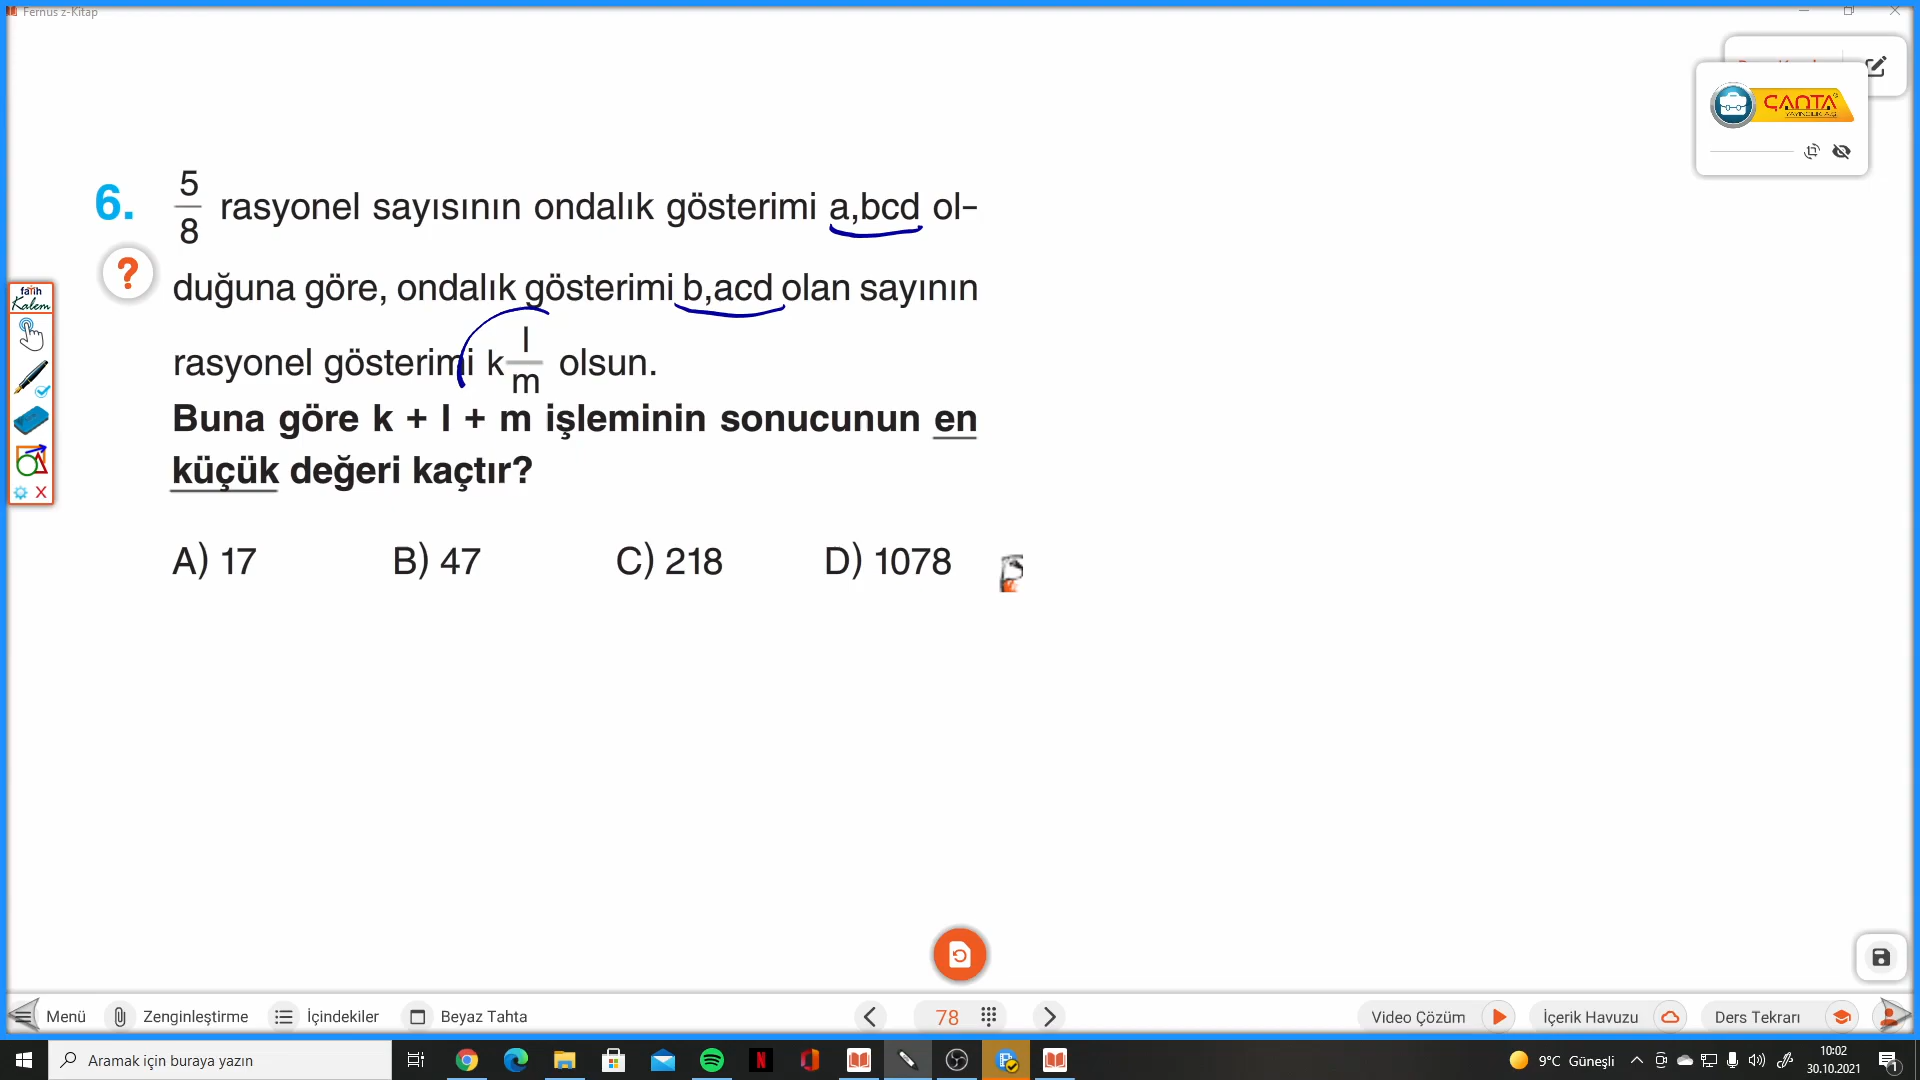 Fernus z-Kitap
ÇANTA
YAYINCILIK A.Ş.
6. 5/8 rasyonel sayısının ondalık gösterimi a,bcd ol-
duğuna göre, ondalık gösterimi b,acd olan sayının
rasyonel gösterimi k l/m olsun.
Buna göre k + l + m işleminin sonucunun en
küçük değeri kaçtır?
A) 17 B) 47 C) 218 D) 1078
?
fatih
Kalem
X
Menü Zenginleştirme İçindekiler Beyaz Tahta 78 Video Çözüm İçerik Havuzu Ders Tekrarı
Aramak için buraya yazın 9°C Güneşli 10:02
30.10.2021 1